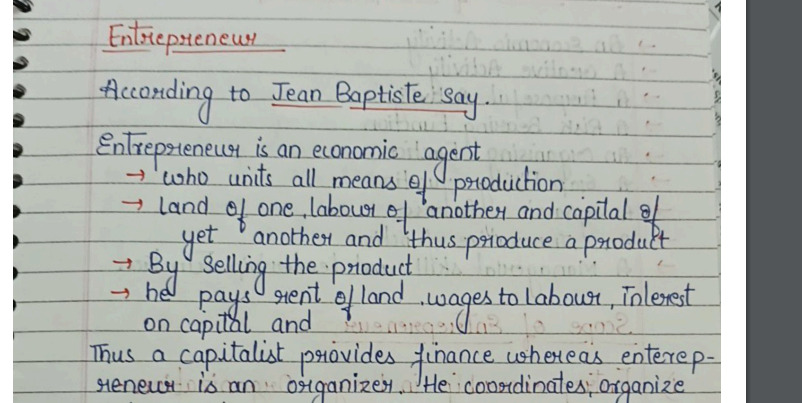 Entrepreneur
According to Jean Baptiste Say.
Entrepreneur is an economic agent
→ who units all means of production
→ land of one, labour of another and capital of
yet another and thus produce a product
→ By selling the product
→ he pays rent of land, wages to labour, Interest
on capital and
Thus a capitalist provides finance whereas enterep-
reneur is an organizer. He coordinates, organize